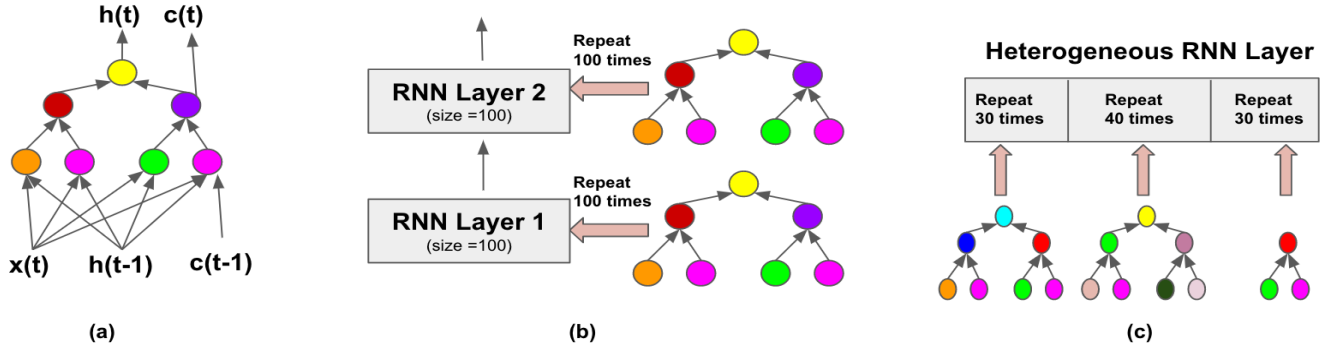 h(t)
c(t)
x(t)
h(t-1)
c(t-1)
(a)
Repeat
100 times
RNN Layer 2
(size =100)
Repeat
100 times
RNN Layer 1
(size =100)
(b)
Heterogeneous RNN Layer
Repeat
30 times
Repeat
40 times
Repeat
30 times
(c)